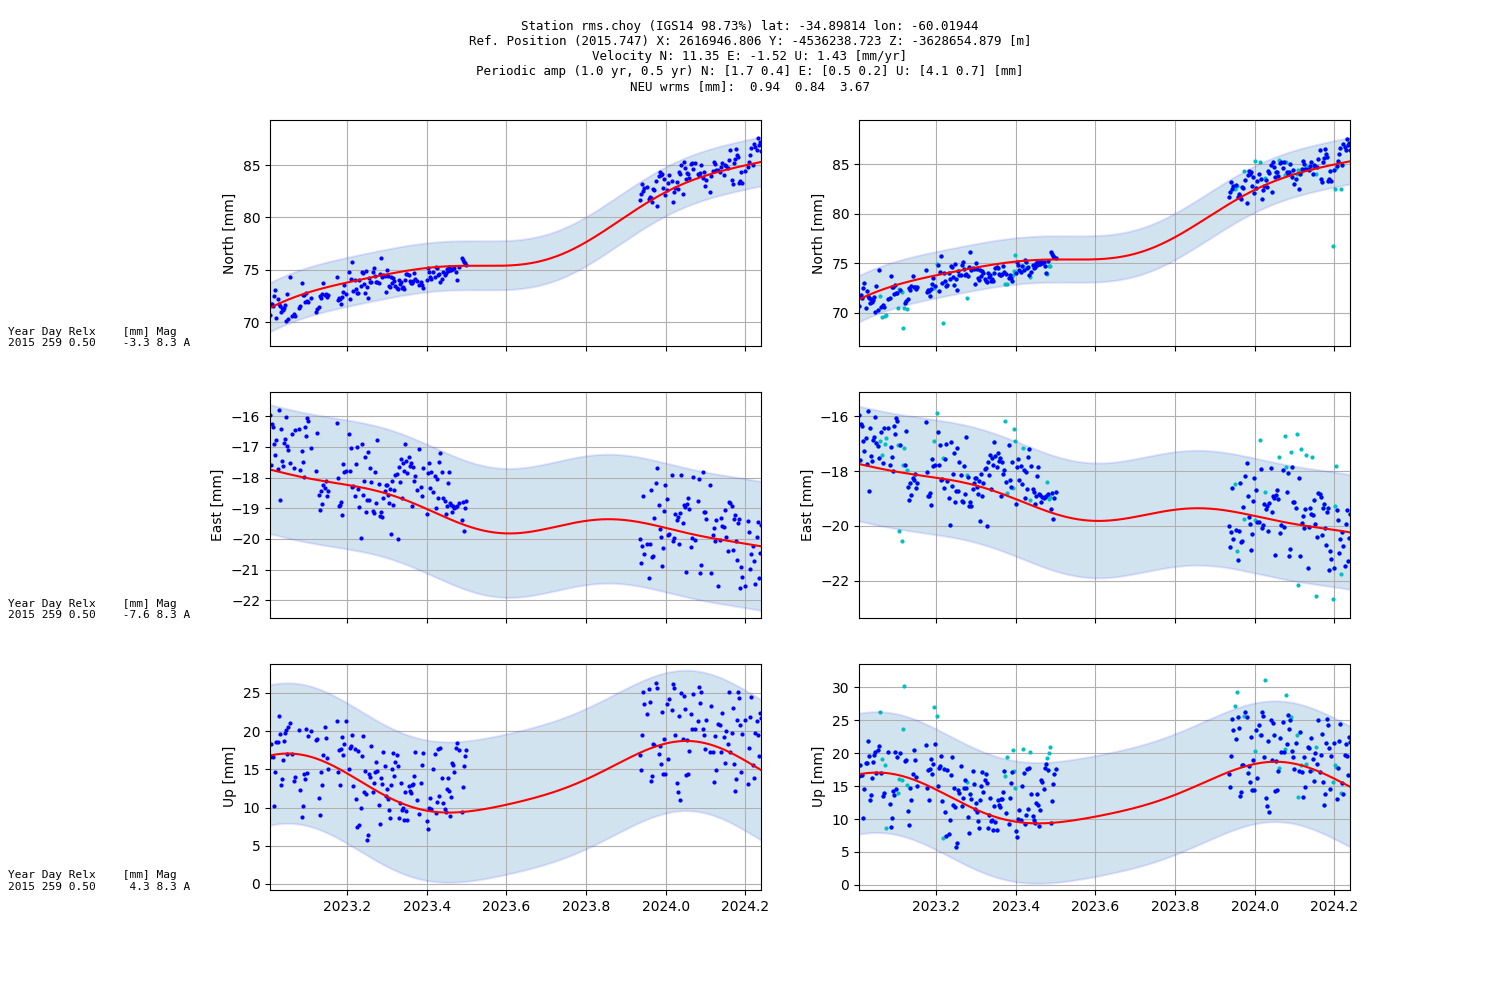 Station rms.choy (IGS14 98.73%) lat: -34.89814 lon: -60.01944
Ref. Position (2015.747) X: 2616946.806 Y: -4536238.723 Z: -3628654.879 [m]
Velocity N: 11.35 E: -1.52 U: 1.43 [mm/yr]
Periodic amp (1.0 yr, 0.5 yr) N: [1.7 0.4] E: [0.5 0.2] U: [4.1 0.7] [mm]
NEU wrms [mm]:  0.94  0.84  3.67
North [mm]
85
80
75
70
North [mm]
85
80
75
70
Year Day Relx    [mm] Mag
2015 259 0.50    -3.3 8.3 A
East [mm]
−16
−17
−18
−19
−20
−21
−22
East [mm]
−16
−18
−20
−22
Year Day Relx    [mm] Mag
2015 259 0.50    -7.6 8.3 A
Up [mm]
25
20
15
10
5
0
Up [mm]
30
25
20
15
10
5
0
Year Day Relx    [mm] Mag
2015 259 0.50     4.3 8.3 A
2023.2 2023.4 2023.6 2023.8 2024.0 2024.2
2023.2 2023.4 2023.6 2023.8 2024.0 2024.2